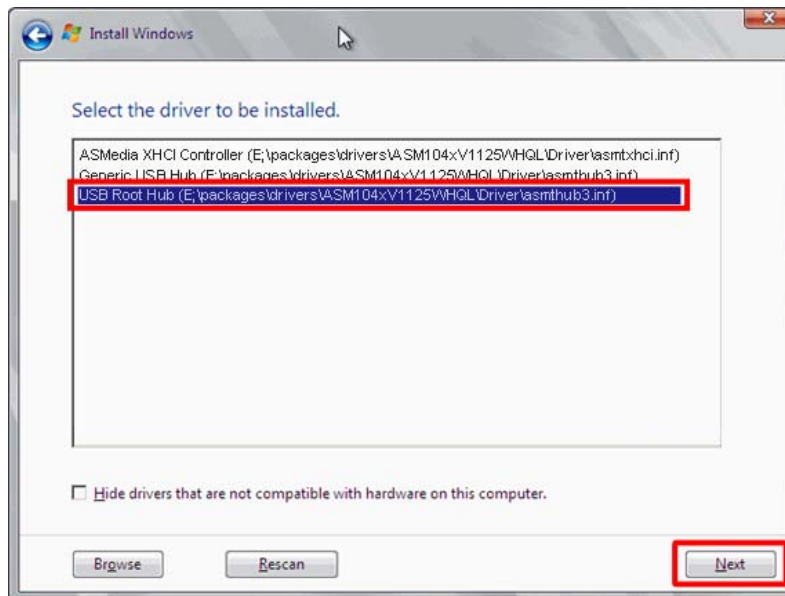 Install Windows
Select the driver to be installed.
ASMedia XHCI Controller (E;\packages\drivers\ASM104xV1125WHQL\Driver\asmtxhci.inf)
Generic USB Hub (E:\packages\drivers\ASM104xV1125WHQL\Driver\asmthub3.inf)
USB Root Hub (E;\packages\drivers\ASM104xV1125WHQL\Driver\asmthub3.inf)
Hide drivers that are not compatible with hardware on this computer.
Browse Rescan Next